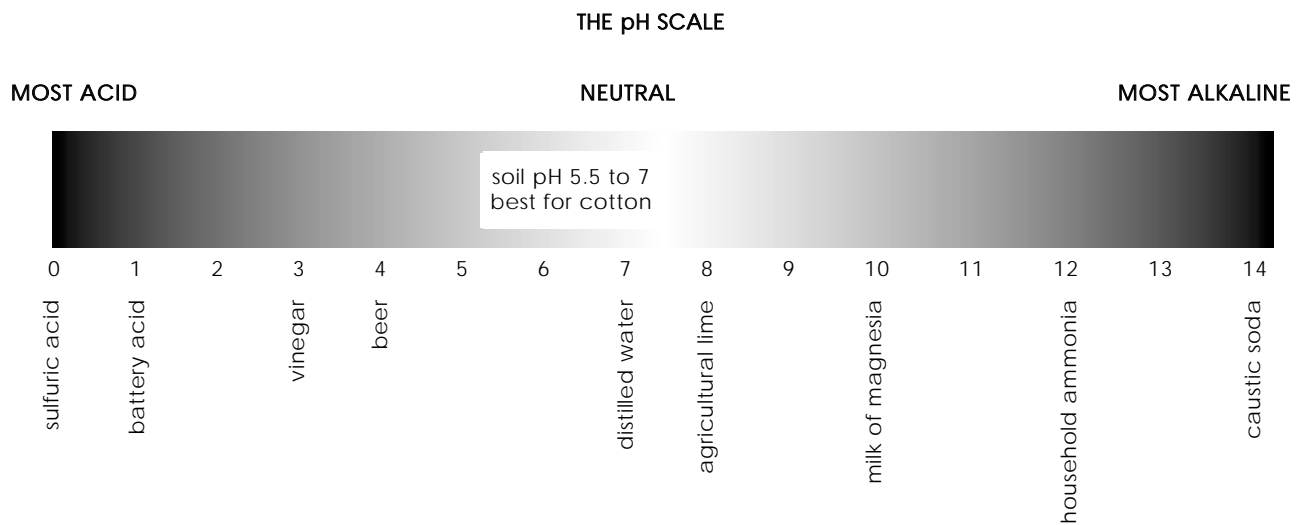 THE pH SCALE
MOST ACID NEUTRAL MOST ALKALINE
soil pH 5.5 to 7
best for cotton
0 1 2 3 4 5 6 7 8 9 10 11 12 13 14
sulfuric acid
battery acid
vinegar
beer
distilled water
agricultural lime
milk of magnesia
household ammonia
caustic soda